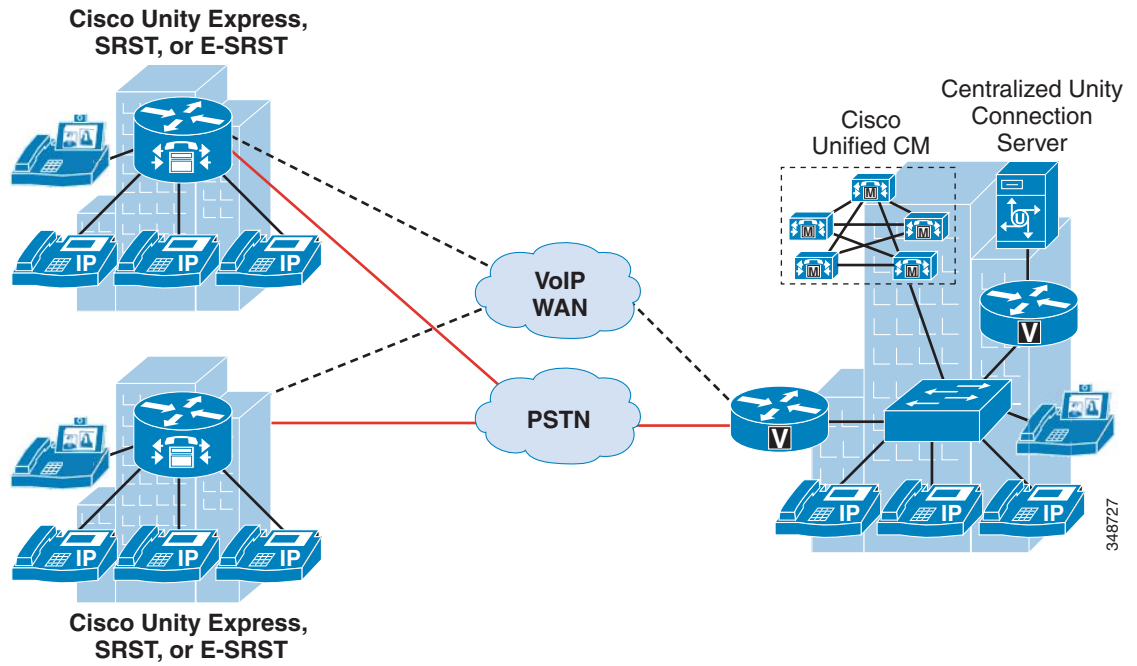 Cisco Unity Express,
SRST, or E-SRST
IP
IP
IP
Centralized Unity
Connection
Server
Cisco
Unified CM
M
M
M
M
M
U
V
VoIP
WAN
PSTN
V
IP
IP
IP
IP
IP
IP
Cisco Unity Express,
SRST, or E-SRST
348727